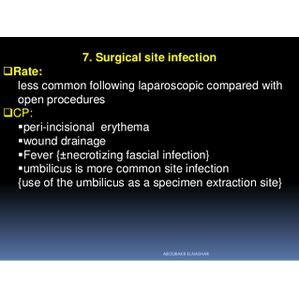 7. Surgical site infection
❑Rate:
less common following laparoscopic compared with
open procedures
❑CP:
▪peri-incisional erythema
▪wound drainage
▪Fever {±necrotizing fascial infection}
▪umbilicus is more common site infection
{use of the umbilicus as a specimen extraction site}
ABOUBAKR ELNASHAR